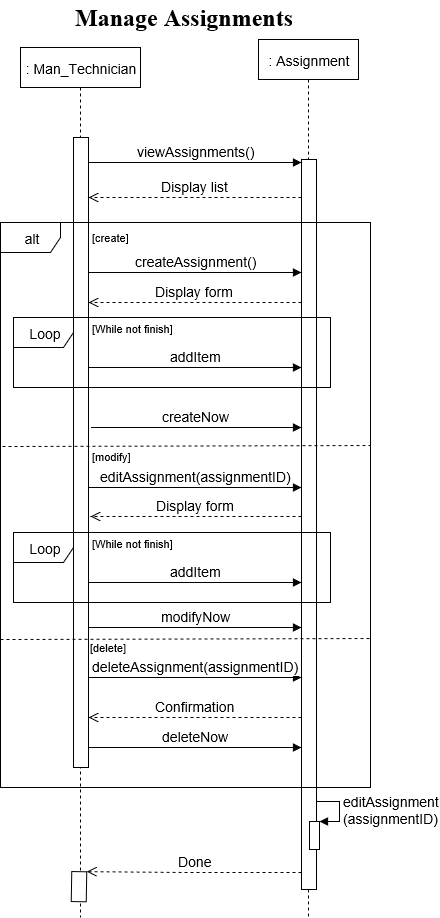 Manage Assignments
: Man_Technician
: Assignment
viewAssignments()
Display list
alt
[create]
createAssignment()
Display form
Loop
[While not finish]
addItem
createNow
[modify]
editAssignment(assignmentID)
Display form
Loop
[While not finish]
addItem
modifyNow
[delete]
deleteAssignment(assignmentID)
Confirmation
deleteNow
editAssignment
(assignmentID)
Done